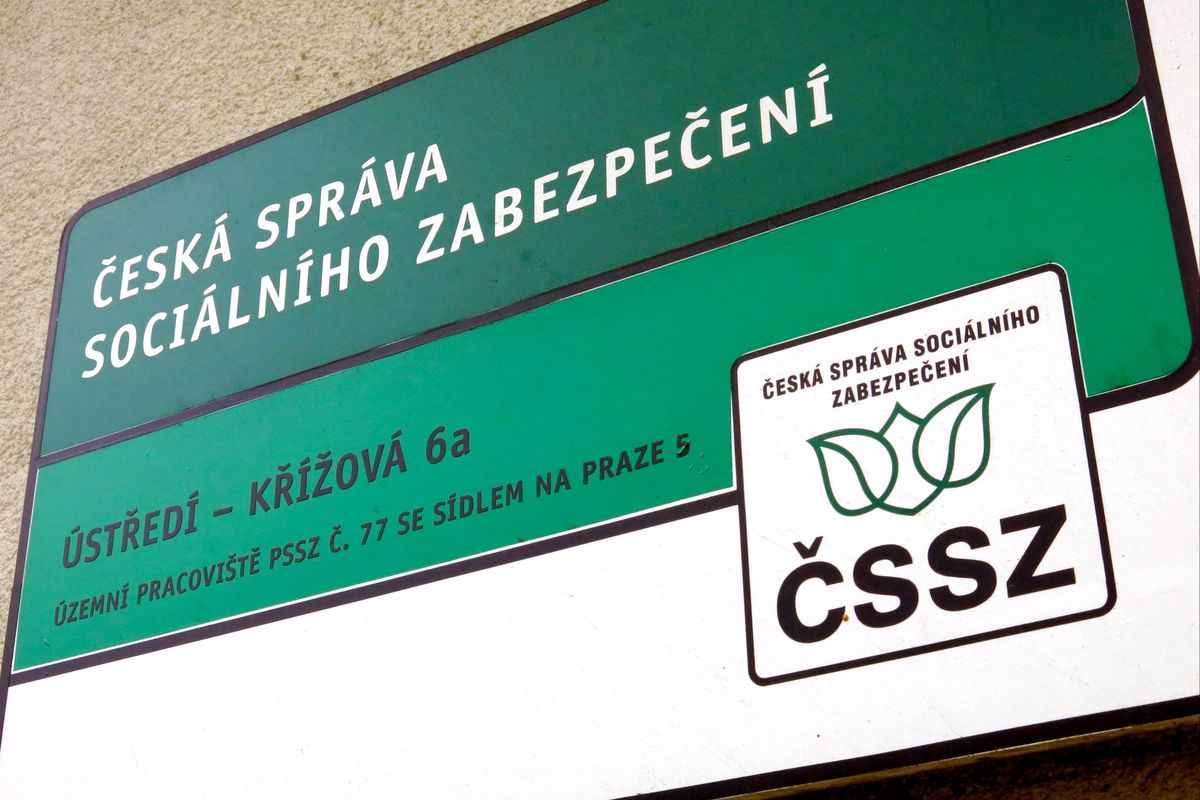 ČESKÁ SPRÁVA
SOCIÁLNÍHO ZABEZPEČENÍ
ÚSTŘEDÍ – KŘÍŽOVÁ 6a
ÚZEMNÍ PRACOVIŠTĚ PSSZ Č. 77 SE SÍDLEM NA PRAZE 5
ČESKÁ SPRÁVA SOCIÁLNÍHO
ZABEZPEČENÍ
ČSSZ